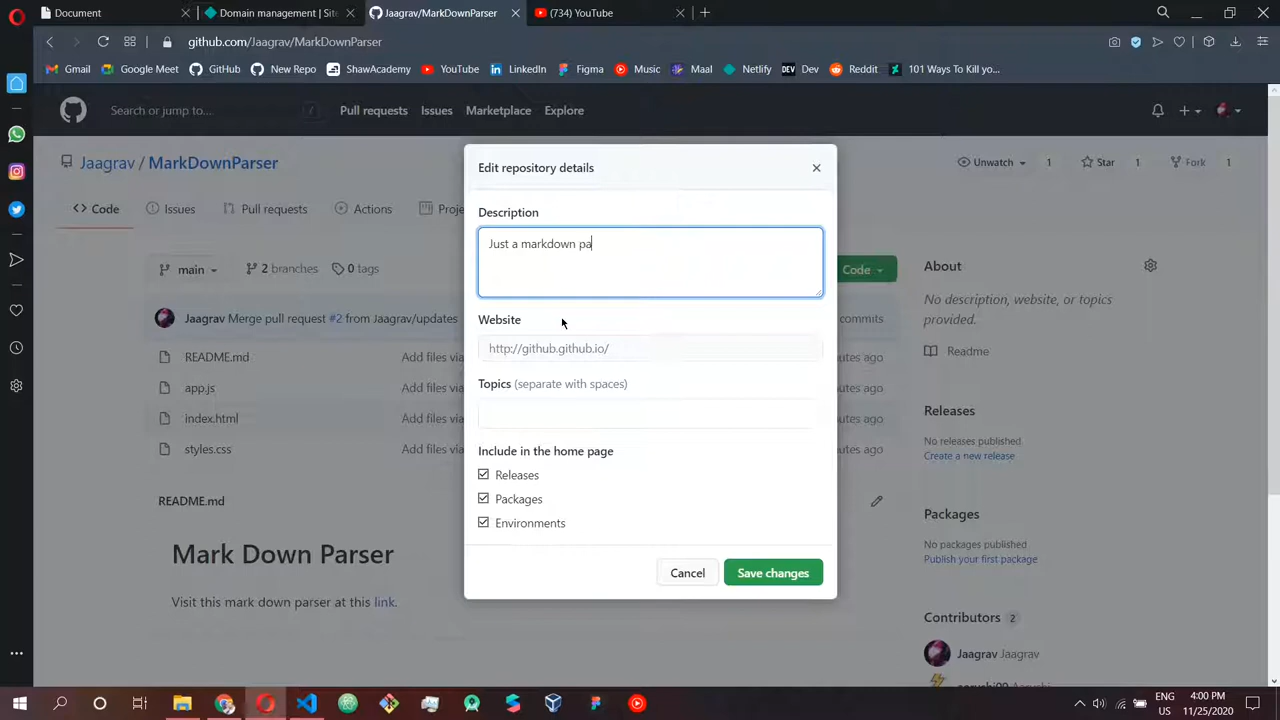 Document
Domain management | Sit
Jaagrav/MarkDownParser
(734) YouTube
github.com/Jaagrav/MarkDownParser
Gmail Google Meet GitHub New Repo ShawAcademy YouTube LinkedIn Figma Music Maal Netlify DEV Dev Reddit 101 Ways To Kill yo...
Search or jump to... / Pull requests Issues Marketplace Explore
Jaagrav / MarkDownParser
Unwatch 1 Star 1 Fork 1
Code Issues Pull requests Actions Proje
Edit repository details
Description
Just a markdown pa
Website
http://github.github.io/
Topics (separate with spaces)
Include in the home page
Releases
Packages
Environments
Cancel Save changes
main 2 branches 0 tags Code
Jaagrav Merge pull request #2 from Jaagrav/updates commits
README.md Add files via utes ago
app.js Add files via utes ago
index.html Add files via utes ago
styles.css Add files via utes ago
README.md
Mark Down Parser
Visit this mark down parser at this link.
About
No description, website, or topics
provided.
Readme
Releases
No releases published
Create a new release
Packages
No packages published
Publish your first package
Contributors 2
Jaagrav Jaagrav
ENG
US
4:00 PM
11/25/2020